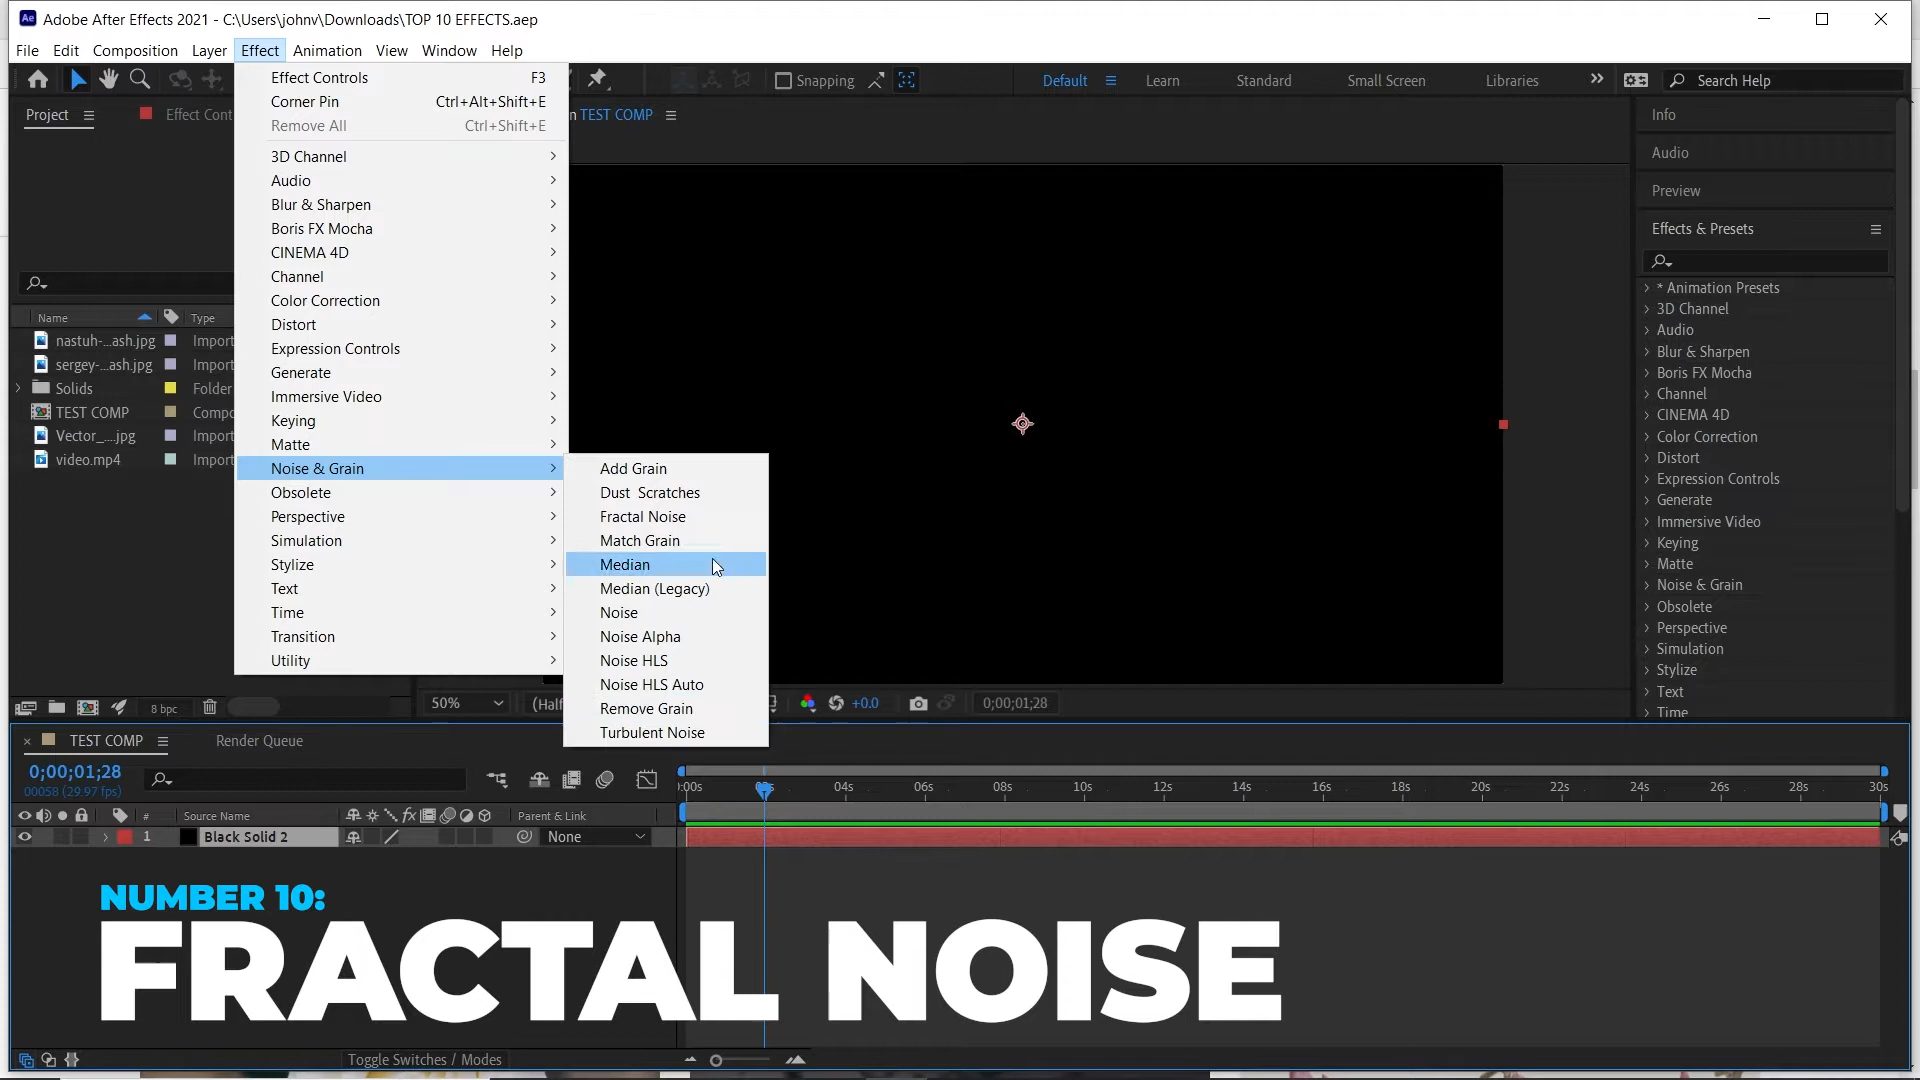 Adobe After Effects 2021 - C:\Users\johnv\Downloads\TOP 10 EFFECTS.aep
File Edit Composition Layer Effect Animation View Window Help
Snapping Default Learn Standard Small Screen Libraries Search Help
Project Effect Cont
TEST COMP
Effect Controls F3
Corner Pin Ctrl+Alt+Shift+E
Remove All Ctrl+Shift+E
3D Channel
Audio
Blur & Sharpen
Boris FX Mocha
CINEMA 4D
Channel
Color Correction
Distort
Expression Controls
Generate
Immersive Video
Keying
Matte
Noise & Grain
Obsolete
Perspective
Simulation
Stylize
Text
Time
Transition
Utility
Add Grain
Dust Scratches
Fractal Noise
Match Grain
Median
Median (Legacy)
Noise
Noise Alpha
Noise HLS
Noise HLS Auto
Remove Grain
Turbulent Noise
Name Type
nastuh-...ash.jpg Import
sergey-...ash.jpg Import
Solids Folder
TEST COMP Compo
Vector_....jpg Import
video.mp4 Import
8 bpc
50% (Half +0.0 0;00;01;28
Info
Audio
Preview
Effects & Presets
* Animation Presets
3D Channel
Audio
Blur & Sharpen
Boris FX Mocha
Channel
CINEMA 4D
Color Correction
Distort
Expression Controls
Generate
Immersive Video
Keying
Matte
Noise & Grain
Obsolete
Perspective
Simulation
Stylize
Text
Time
TEST COMP Render Queue
0;00;01;28
00058 (29.97 fps)
:00s 04s 06s 08s 10s 12s 14s 16s 18s 20s 22s 24s 26s 28s 30s
# Source Name Parent & Link
1 Black Solid 2 None
NUMBER 10:
FRACTAL NOISE
Toggle Switches / Modes